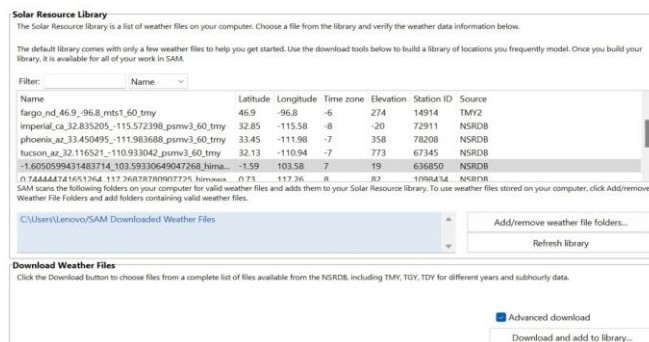 Solar Resource Library
The Solar Resource library is a list of weather files on your computer. Choose a file from the library and verify the weather data information below.
The default library comes with only a few weather files to help you get started. Use the download tools below to build a library of locations you frequently model. Once you build your
library, it is available for all of your work in SAM.
Filter: Name
Name Latitude Longitude Time zone Elevation Station ID Source
fargo_nd_46.9_-96.8_mts1_60_tmy 46.9 -96.8 -6 274 14914 TMY2
imperial_ca_32.835205_-115.572398_psmv3_60_tmy 32.85 -115.58 -8 -20 72911 NSRDB
phoenix_az_33.450495_-111.983688_psmv3_60_tmy 33.45 -111.98 -7 358 78208 NSRDB
tucson_az_32.116521_-110.933042_psmv3_60_tmy 32.13 -110.94 -7 773 67345 NSRDB
-1.6050599431483714_103.59330649047268_hima... -1.59 103.58 7 19 636850 NSRDB
0.744444741651264_117.26878780907725_himawa... 0.73 117.26 8 82 1098434 NSRDB
SAM scans the following folders on your computer for valid weather files and adds them to your Solar Resource library. To use weather files stored on your computer, click Add/remove
Weather File Folders and add folders containing valid weather files.
C:\Users\Lenovo/SAM Downloaded Weather Files
Add/remove weather file folders...
Refresh library
Download Weather Files
Click the Download button to choose files from a complete list of files available from the NSRDB, including TMY, TGY, TDY for different years and subhourly data.
Advanced download
Download and add to library...